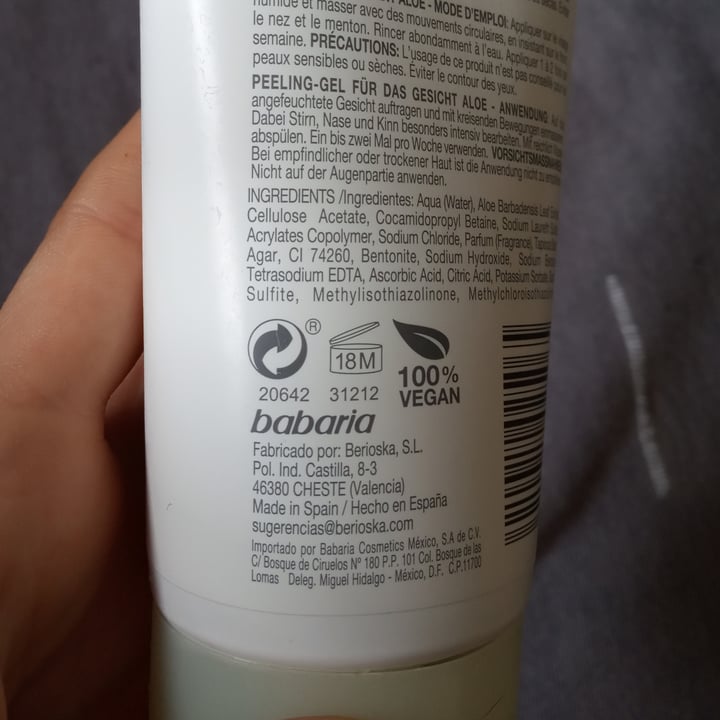 humide et masser avec des mouvements circulaires, en insistant sur le
le nez et le menton. Rincer abondamment à l'eau. Appliquer 1 à 2
semaine. PRÉCAUTIONS: L'usage de ce produit n'est pas conseillé
peaux sensibles ou sèches. Éviter le contour des yeux.
PEELING-GEL FÜR DAS GESICHT ALOE - ANWENDUNG
angefeuchtete Gesicht auftragen und mit kreisenden Bewegungen
Dabei Stirn, Nase und Kinn besonders intensiv bearbeiten. Mit
abspülen. Ein bis zwei Mal pro Woche verwenden.
Bei empfindlicher oder trockener Haut ist die Anwendung nicht zu
Nicht auf der Augenpartie anwenden.
INGREDIENTS /Ingredientes: Aqua (Water), Aloe Barbadensis Leaf
Cellulose Acetate, Cocamidopropyl Betaine, Sodium Laureth
Acrylates Copolymer, Sodium Chloride, Parfum (Fragrance),
Agar, CI 74260, Bentonite, Sodium Hydroxide, Sodium
Tetrasodium EDTA, Ascorbic Acid, Citric Acid, Potassium Sorbate,
Sulfite, Methylisothiazolinone,
® 18M 100%
20642 31212 VEGAN
babaria
Fabricado por: Berioska, S.L.
Pol. Ind. Castilla, 8-3
46380 CHESTE (Valencia)
Made in Spain / Hecho en España
sugerencias@berioska.com
Importado por Babaria Cosmetics México, S.A de C.V.
C/ Bosque de Ciruelos Nº 180 P.P. 101 Col. Bosque de las
Lomas Deleg. Miguel Hidalgo - México, D.F. C.P.11700